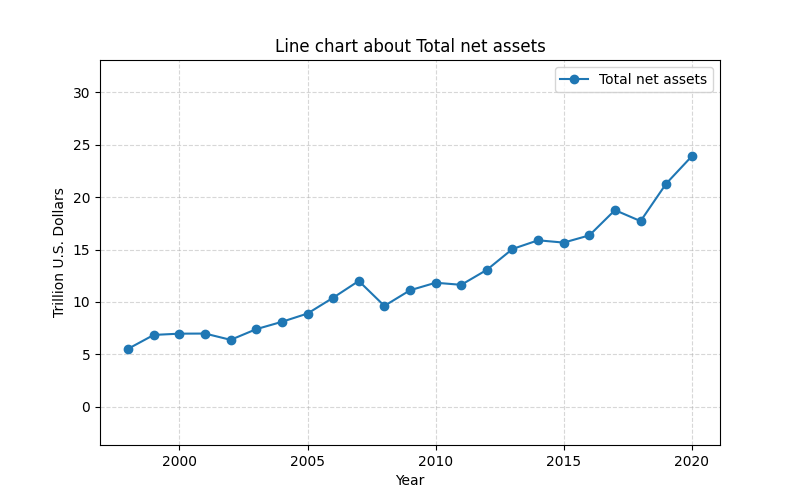 Line chart about Total net assets
Total net assets
Trillion U.S. Dollars
30
25
20
15
10
5
0
2000 2005 2010 2015 2020
Year